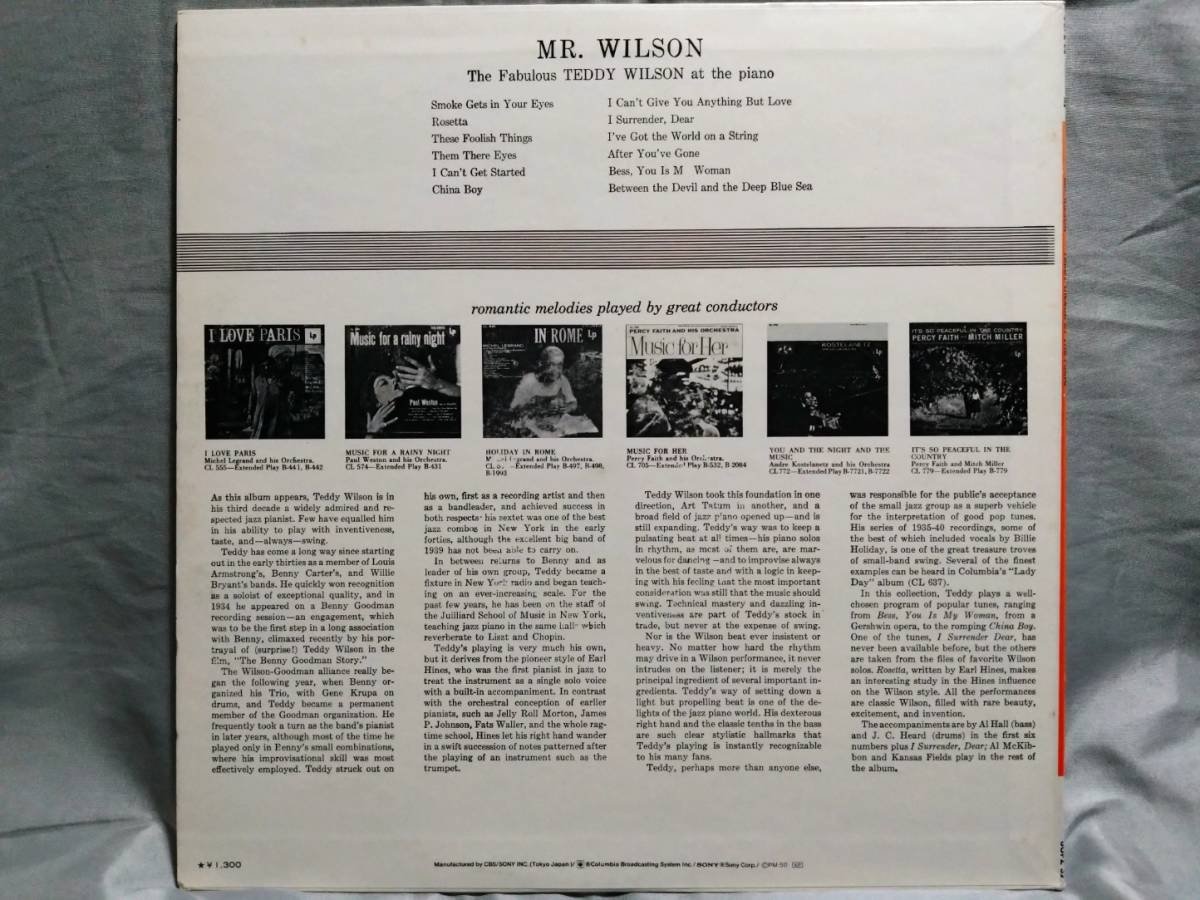 MR. WILSON
The Fabulous TEDDY WILSON at the piano
Smoke Gets in Your Eyes
Rosetta
These Foolish Things
Them There Eyes
I Can't Get Started
China Boy
I Can't Give You Anything But Love
I Surrender, Dear
I've Got the World on a String
After You've Gone
Bess, You Is M Woman
Between the Devil and the Deep Blue Sea
romantic melodies played by great conductors
I LOVE PARIS Lp
Music for a rainy night
Paul Weston
IN ROME Lp
MICHEL LEGRAND
PERCY FAITH AND HIS ORCHESTRA
Music for Her
KOSTELANETZ
IT'S SO PEACEFUL IN THE COUNTRY
PERCY FAITH MITCH MILLER
I LOVE PARIS
Michel Legrand and his Orchestra.
CL 555—Extended Play B-441, B-442
MUSIC FOR A RAINY NIGHT
Paul Weston and his Orchestra.
CL 574—Extended Play B-431
HOLIDAY IN ROME
M el Legrand and his Orchestra.
CL —Extended Play B-497, B-498,
MUSIC FOR HER
Percy Faith and his Orchestra.
CL 705—Extended Play B-532, B 2084
YOU AND THE NIGHT AND THE
MUSIC
Andre Kostelanetz and his Orchestra
CL772—Extended Play B-7721, B-7722
IT'S SO PEACEFUL IN THE
COUNTRY
Percy Faith and Mitch Miller
CL 779—Extended Play B-779
As this album appears, Teddy Wilson is in
his third decade a widely admired and re-
spected jazz pianist. Few have equalled him
in his ability to play with inventiveness,
taste, and—always—swing.
Teddy has come a long way since starting
out in the early thirties as a member of Louis
Armstrong's, Benny Carter's, and Willie
Bryant's bands. He quickly won recognition
as a soloist of exceptional quality, and in
1934 he appeared on a Benny Goodman
recording session—an engagement, which
was to be the first step in a long association
with Benny, climaxed recently by his por-
trayal of (surprise!) Teddy Wilson in the
film, "The Benny Goodman Story."
The Wilson-Goodman alliance really be-
gan the following year, when Benny or-
ganized his Trio, with Gene Krupa on
drums, and Teddy became a permanent
member of the Goodman organization. He
frequently took a turn as the band's pianist
in later years, although most of the time he
played only in Benny's small combinations,
where his improvisational skill was most
effectively employed. Teddy struck out on
his own, first as a recording artist and then
as a bandleader, and achieved success in
both respects his sextet was one of the best
jazz combos in New York in the early
forties, although the excellent big band of
1939 has not been able to carry on.
In between returns to Benny and as
leader of his own group, Teddy became a
fixture in New York radio and began teach-
ing on an ever-increasing scale. For the
past few years, he has been on the staff of
the Juilliard School of Music in New York,
teaching jazz piano in the same halls which
reverberate to Liszt and Chopin.
Teddy's playing is very much his own,
but it derives from the pioneer style of Earl
Hines, who was the first pianist in jazz to
treat the instrument as a single solo voice
with a built-in accompaniment. In contrast
with the orchestral conception of earlier
pianists, such as Jelly Roll Morton, James
P. Johnson, Fats Waller, and the whole rag-
time school, Hines let his right hand wander
in a swift succession of notes patterned after
the playing of an instrument such as the
trumpet.
Teddy Wilson took this foundation in one
direction, Art Tatum in another, and a
broad field of jazz piano opened up—and is
still expanding. Teddy's way was to keep a
pulsating beat at all times—his piano solos
in rhythm, as most of them are, are mar-
velous for dancing—and to improvise always
in the best of taste and with a logic in keep-
ing with his feeling that the most important
consideration was still that the music should
swing. Technical mastery and dazzling in-
ventiveness are part of Teddy's stock in
trade, but never at the expense of swing.
Nor is the Wilson beat ever insistent or
heavy. No matter how hard the rhythm
may drive in a Wilson performance, it never
intrudes on the listener; it is merely the
principal ingredient of several important in-
gredients. Teddy's way of setting down a
light but propelling beat is one of the de-
lights of the jazz piano world. His dexterous
right hand and the classic tenths in the bass
are such clear stylistic hallmarks that
Teddy's playing is instantly recognizable
to his many fans.
Teddy, perhaps more than anyone else,
was responsible for the public's acceptance
of the small jazz group as a superb vehicle
for the interpretation of good pop tunes.
His series of 1935-40 recordings, some of
the best of which included vocals by Billie
Holiday, is one of the great treasure troves
of small-band swing. Several of the finest
examples can be heard in Columbia's "Lady
Day" album (CL 637).
In this collection, Teddy plays a well-
chosen program of popular tunes, ranging
from Bess, You Is My Woman, from a
Gershwin opera, to the romping China Boy.
One of the tunes, I Surrender Dear, has
never been available before, but the others
are taken from the files of favorite Wilson
solos. Rosetta, written by Earl Hines, makes
an interesting study in the Hines influence
on the Wilson style. All the performances
are classic Wilson, filled with rare beauty,
excitement, and invention.
The accompaniments are by Al Hall (bass)
and J. C. Heard (drums) in the first six
numbers plus I Surrender, Dear; Al McKib-
bon and Kansas Fields play in the rest of
the album.
★¥1,300
Manufactured by CBS/SONY INC. (Tokyo Japan)/ ®Columbia Broadcasting System Inc./SONY ®Sony Corp./ ⒸPM 50